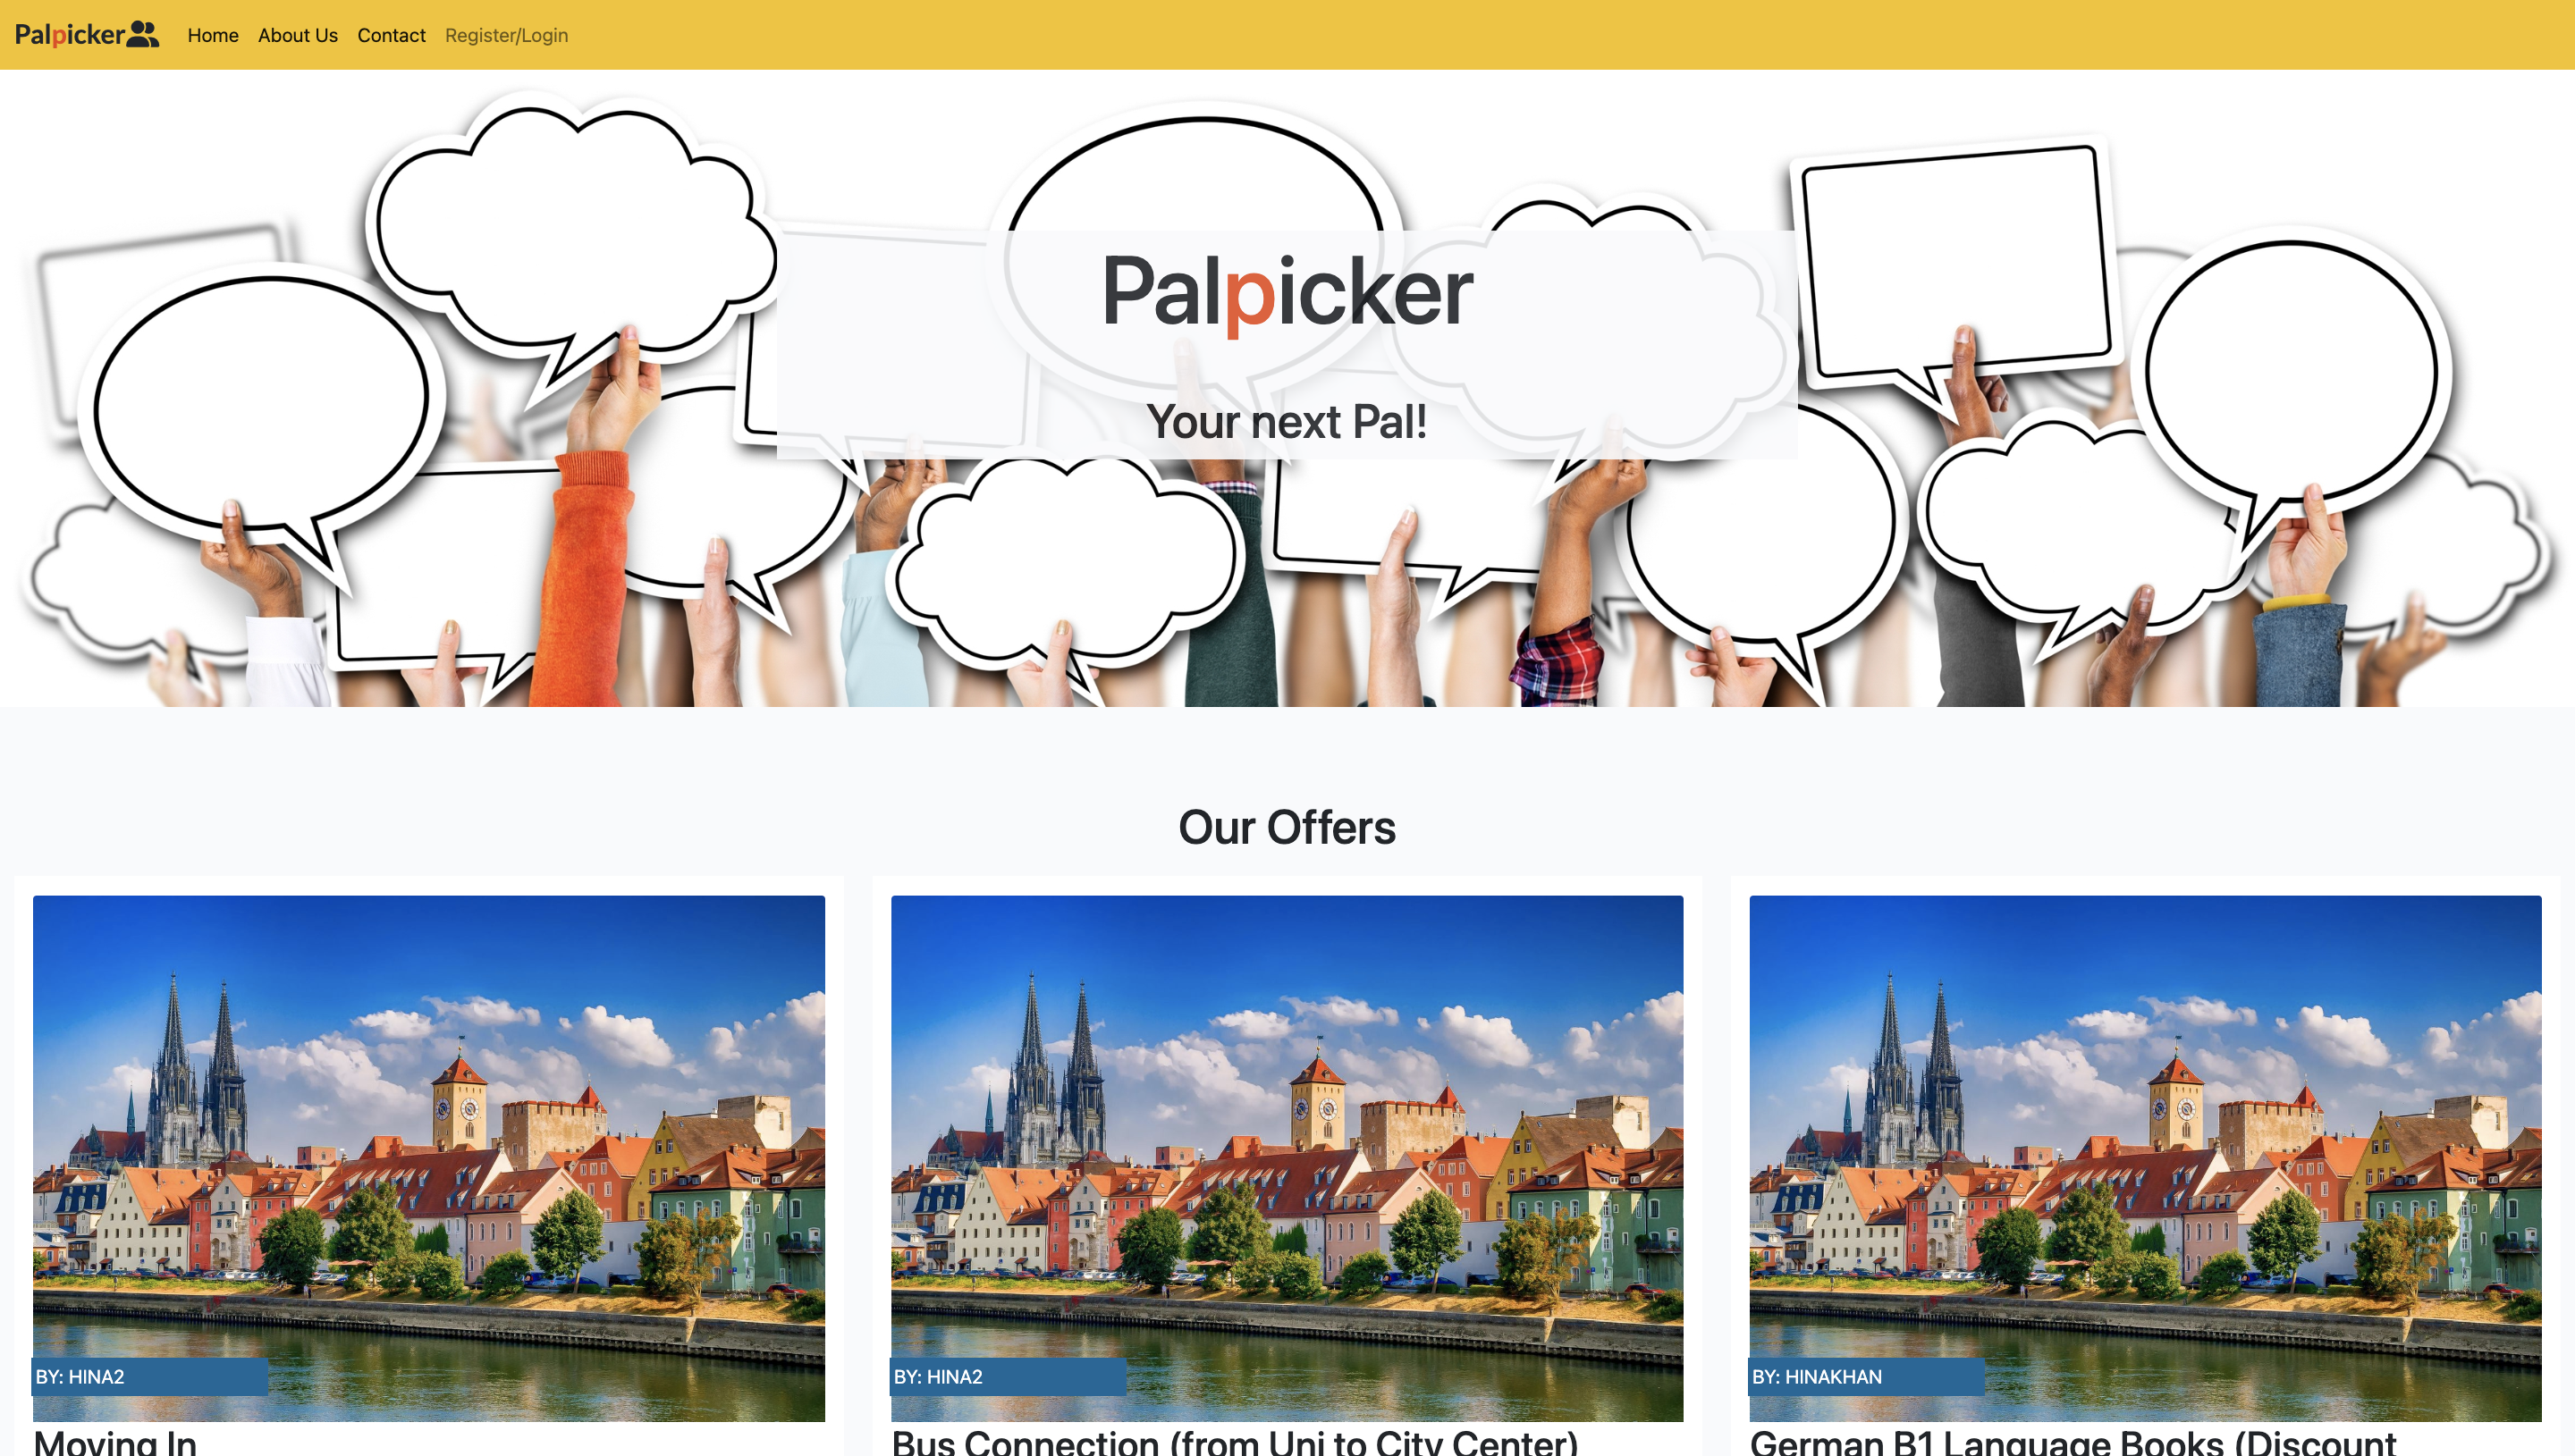 Palpicker Home About Us Contact Register/Login
Palpicker
Your next Pal!
Our Offers
BY: HINA2
Moving In
BY: HINA2
Bus Connection (from Uni to City Center)
BY: HINAKHAN
German B1 Language Books (Discount